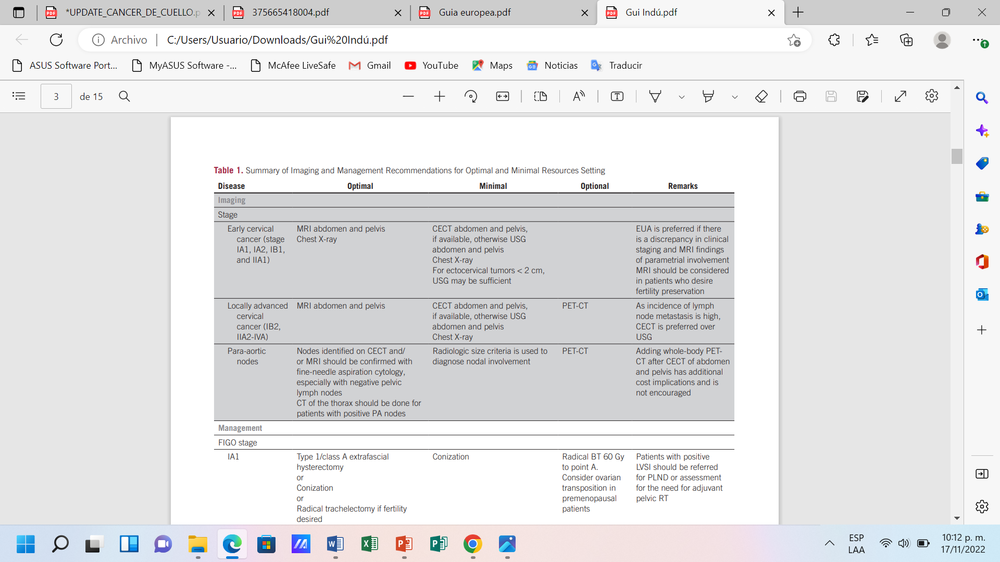 *UPDATE_CANCER_DE_CUELLO.p
375665418004.pdf
Guia europea.pdf
Gui Indú.pdf
Archivo
C:/Users/Usuario/Downloads/Gui%20Indú.pdf
ASUS Software Port...
MyASUS Software -...
McAfee LiveSafe
Gmail
YouTube
Maps
Noticias
Traducir
3 de 15
Table 1. Summary of Imaging and Management Recommendations for Optimal and Minimal Resources Setting
Disease Optimal Minimal Optional Remarks
Imaging
Stage
Early cervical MRI abdomen and pelvis CECT abdomen and pelvis, EUA is preferred if there
cancer (stage Chest X-ray if available, otherwise USG is a discrepancy in clinical
IA1, IA2, IB1, abdomen and pelvis staging and MRI findings
and IIA1) Chest X-ray of parametrial involvement
For ectocervical tumors < 2 cm, MRI should be considered
USG may be sufficient in patients who desire
fertility preservation
Locally advanced MRI abdomen and pelvis CECT abdomen and pelvis, PET-CT As incidence of lymph
cervical if available, otherwise USG node metastasis is high,
cancer (IB2, abdomen and pelvis CECT is preferred over
IIA2-IVA) Chest X-ray USG
Para-aortic Nodes identified on CECT and/ Radiologic size criteria is used to PET-CT Adding whole-body PET-
nodes or MRI should be confirmed with diagnose nodal involvement CT after CECT of abdomen
fine-needle aspiration cytology, and pelvis has additional
especially with negative pelvic cost implications and is
lymph nodes not encouraged
CT of the thorax should be done for
patients with positive PA nodes
Management
FIGO stage
IA1 Type 1/class A extrafascial Conization Radical BT 60 Gy Patients with positive
hysterectomy to point A. LVSI should be referred
or Consider ovarian for PLND or assessment
Conization transposition in for the need for adjuvant
or premenopausal pelvic RT
Radical trachelectomy if fertility patients
desired
ESP
LAA
10:12 p. m.
17/11/2022